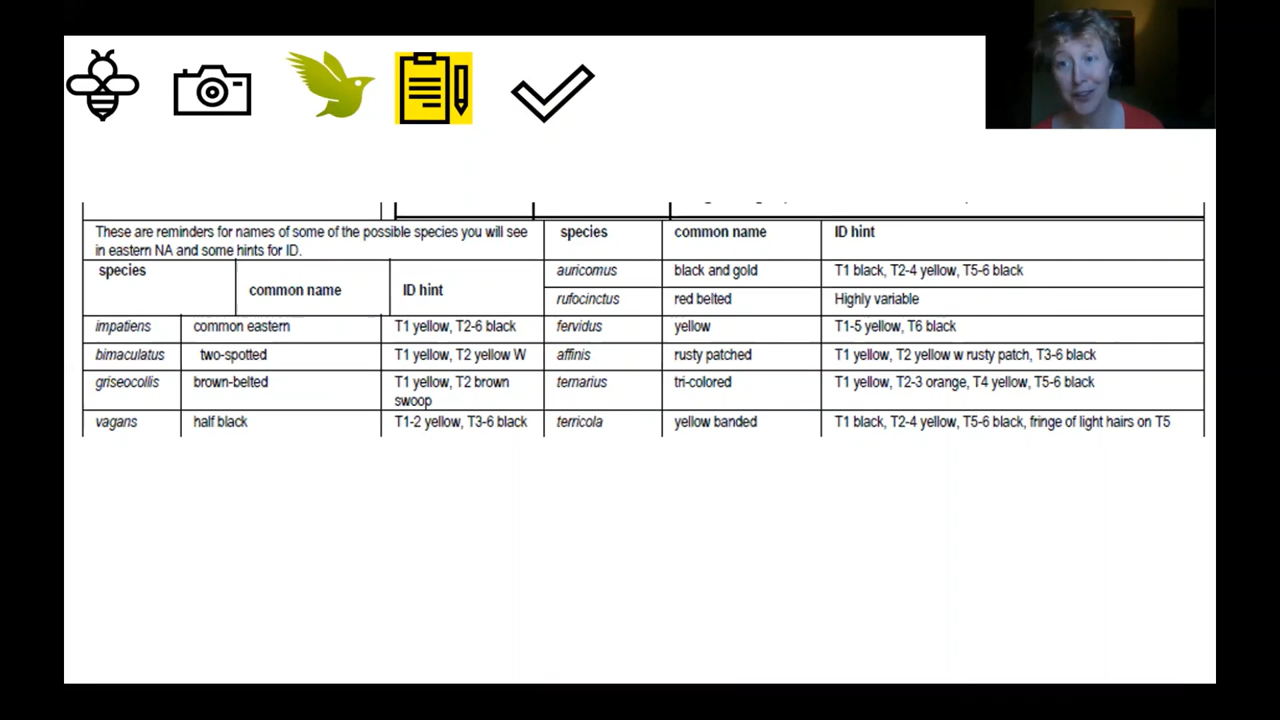 These are reminders for names of some of the possible species you will see
in eastern NA and some hints for ID.
species common name ID hint
impatiens common eastern T1 yellow, T2-6 black
bimaculatus two-spotted T1 yellow, T2 yellow W
griseocollis brown-belted T1 yellow, T2 brown
swoop
vagans half black T1-2 yellow, T3-6 black
species common name ID hint
auricomus black and gold T1 black, T2-4 yellow, T5-6 black
rufocinctus red belted Highly variable
fervidus yellow T1-5 yellow, T6 black
affinis rusty patched T1 yellow, T2 yellow w rusty patch, T3-6 black
ternarius tri-colored T1 yellow, T2-3 orange, T4 yellow, T5-6 black
terricola yellow banded T1 black, T2-4 yellow, T5-6 black, fringe of light hairs on T5